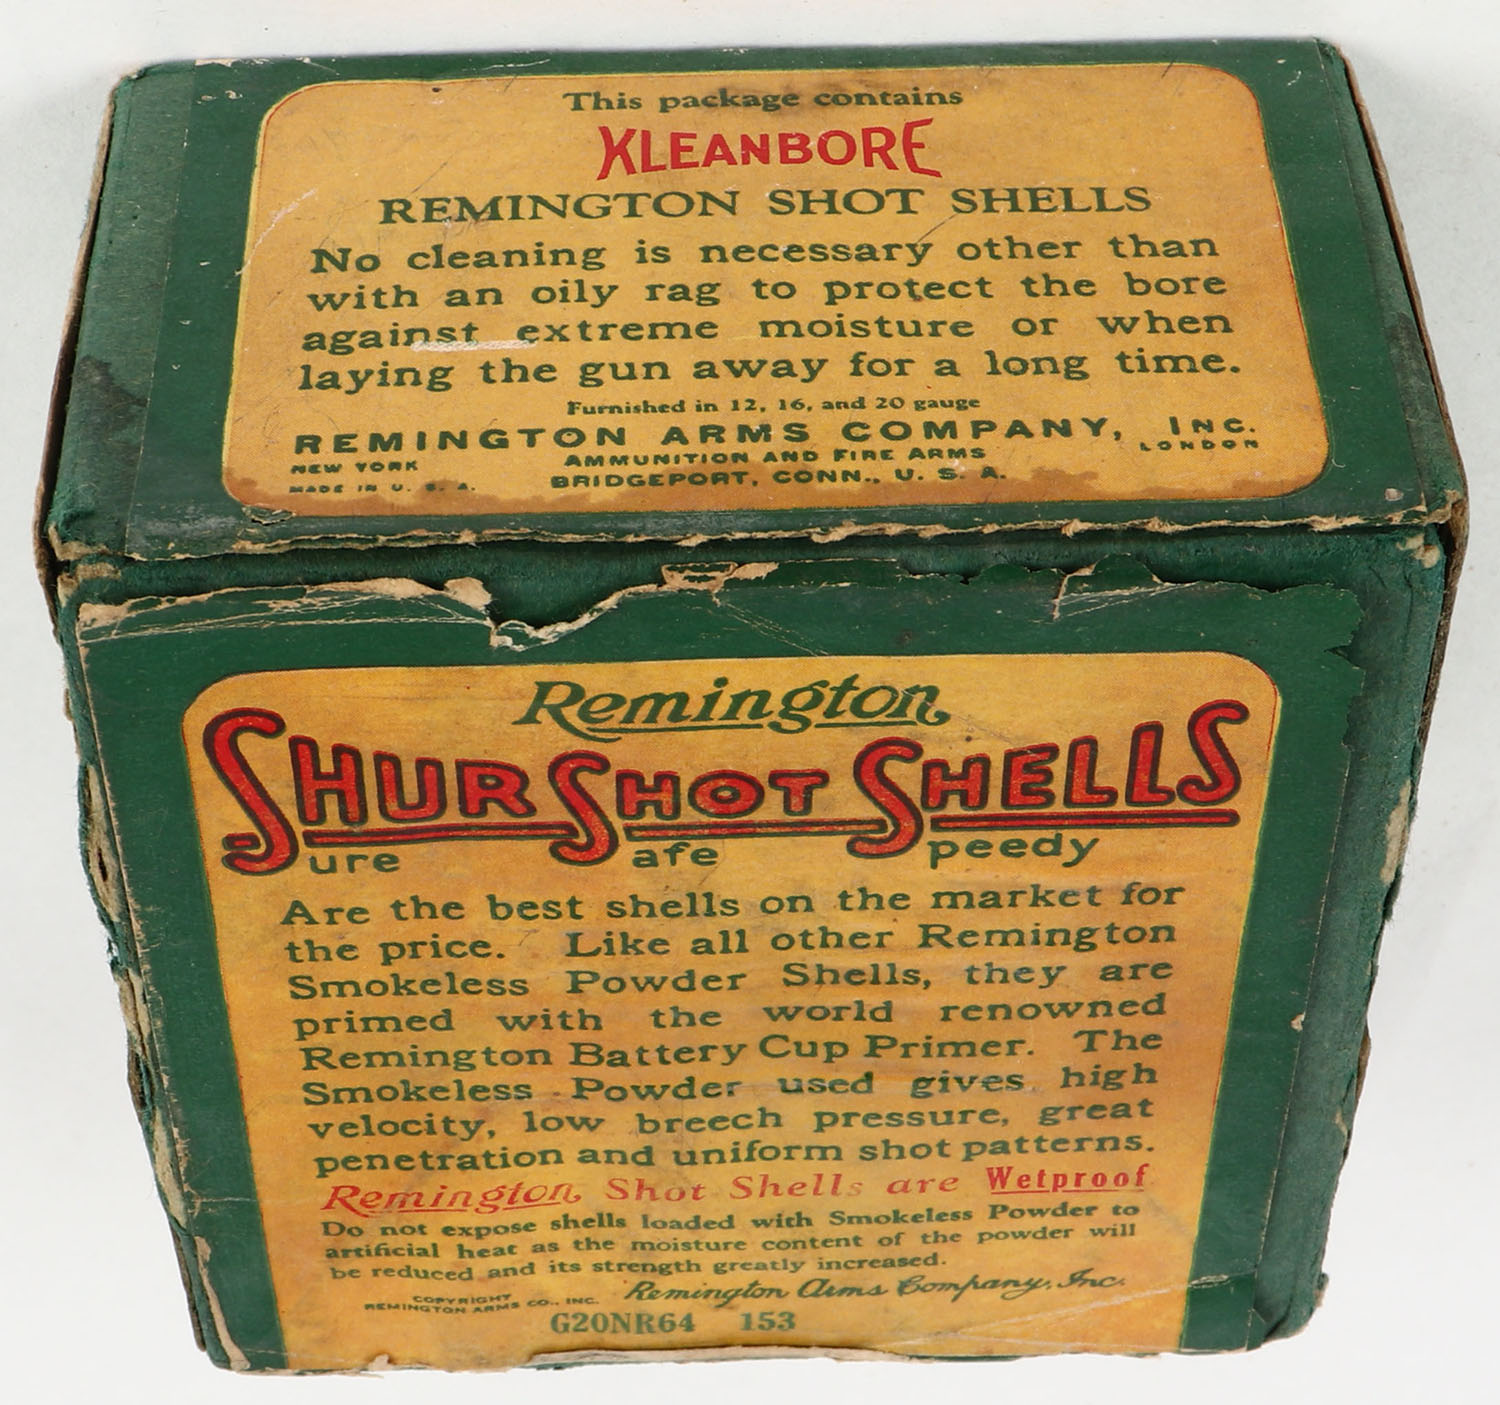 This package contains
KLEANBORE
REMINGTON SHOT SHELLS
No cleaning is necessary other than
with an oily rag to protect the bore
against extreme moisture or when
laying the gun away for a long time.
Furnished in 12, 16, and 20 gauge
REMINGTON ARMS COMPANY, INC.
NEW YORK AMMUNITION AND FIRE ARMS LONDON
MADE IN U. S. A. BRIDGEPORT, CONN., U. S. A.
Remington
SHUR SHOT SHELLS
ure afe peedy
Are the best shells on the market for
the price. Like all other Remington
Smokeless Powder Shells, they are
primed with the world renowned
Remington Battery Cup Primer. The
Smokeless Powder used gives high
velocity, low breech pressure, great
penetration and uniform shot patterns.
Remington Shot Shells are Wetproof
Do not expose shells loaded with Smokeless Powder to
artificial heat as the moisture content of the powder will
be reduced and its strength greatly increased.
COPYRIGHT
REMINGTON ARMS CO., INC. Remington Arms Company, Inc.
G20NR64 153